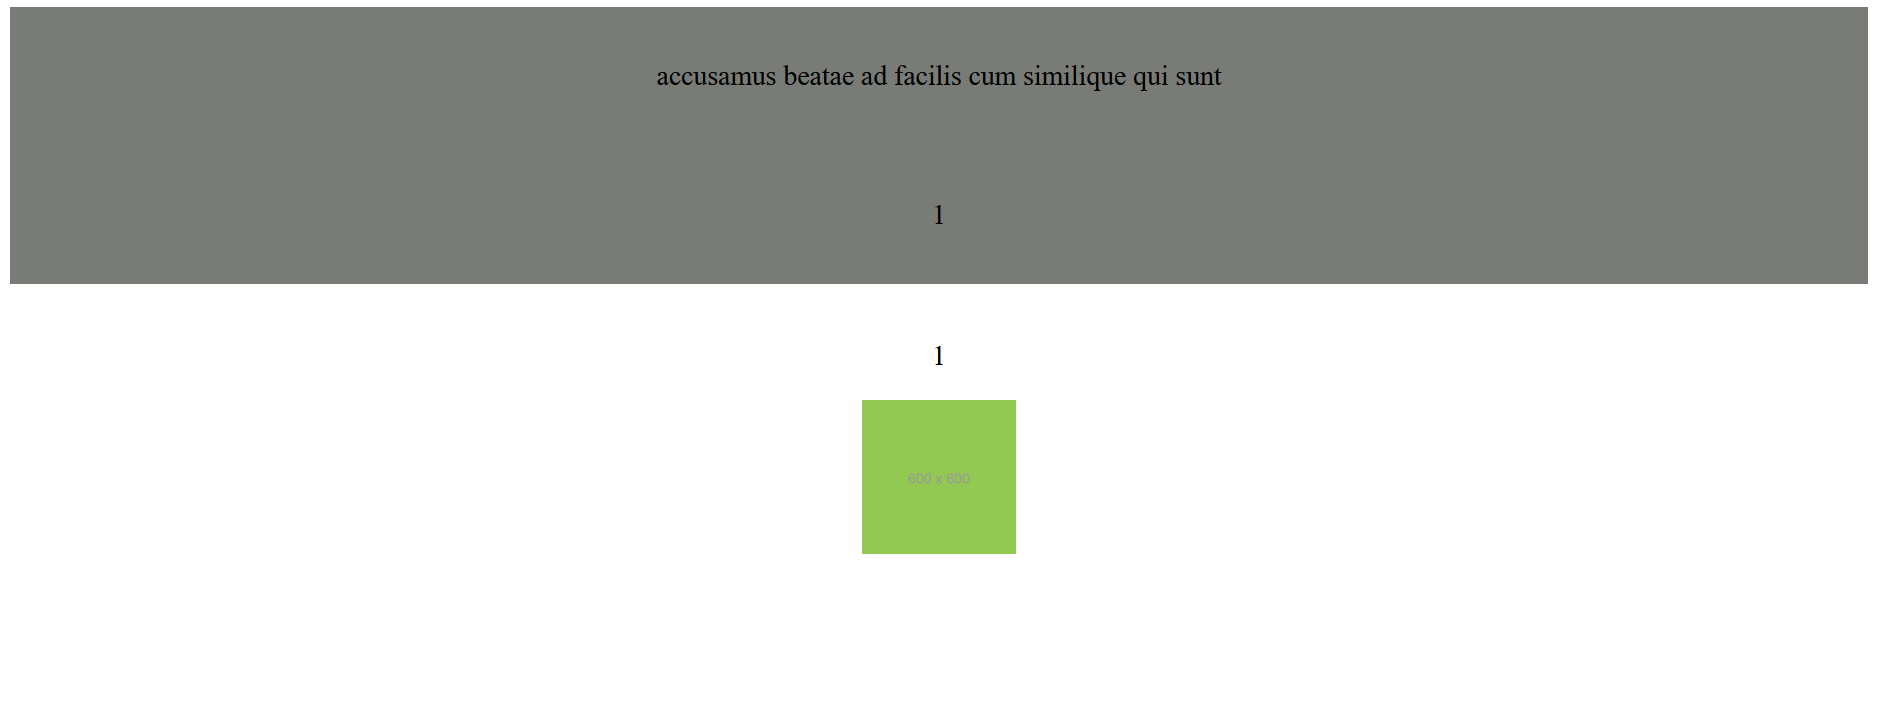 accusamus beatae ad facilis cum similique qui sunt
1
1
600 x 600